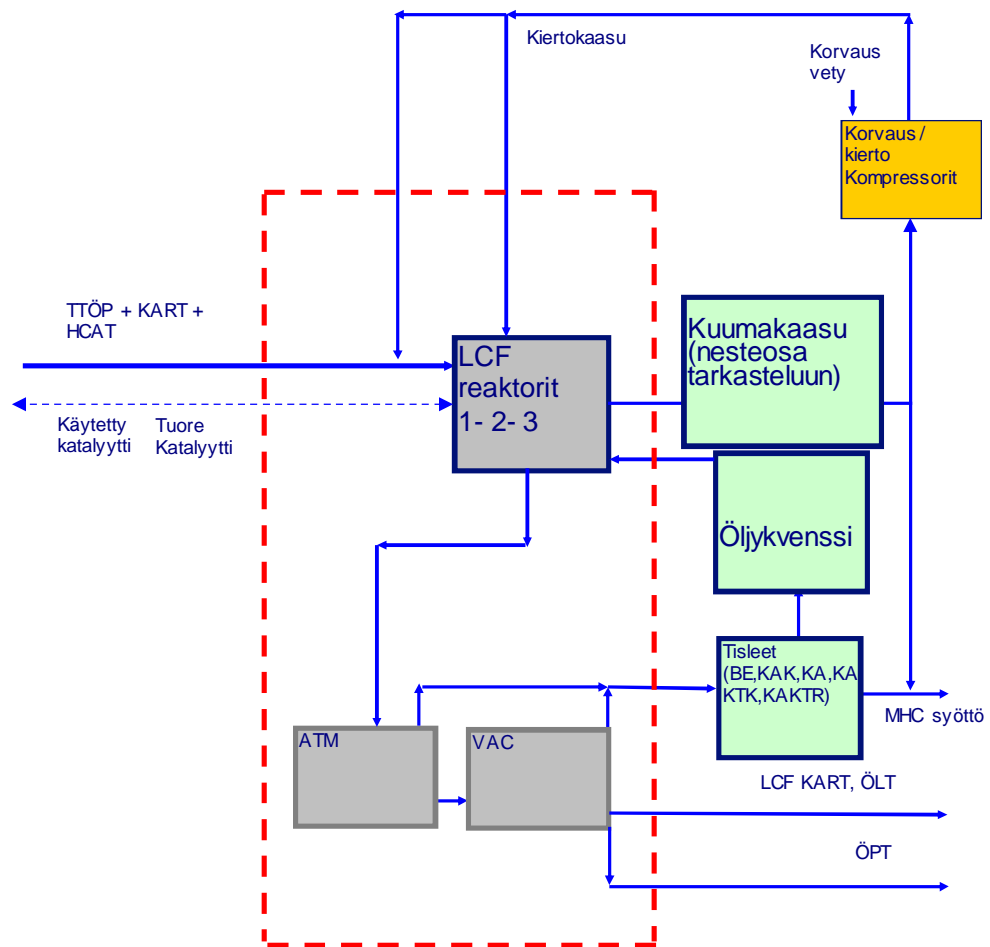 Kiertokaasu
Korvaus
vety
Korvaus /
kierto
Kompressorit
TTÖP + KART +
HCAT
LCF
reaktorit
1- 2- 3
Kuumakaasu
(nesteosa
tarkasteluun)
Käytetty
katalyytti
Tuore
Katalyytti
Öljykvenssi
Tisleet
(BE,KAK,KA,KA
KTK,KAKTR)
MHC syöttö
ATM
VAC
LCF KART, ÖLT
ÖPT